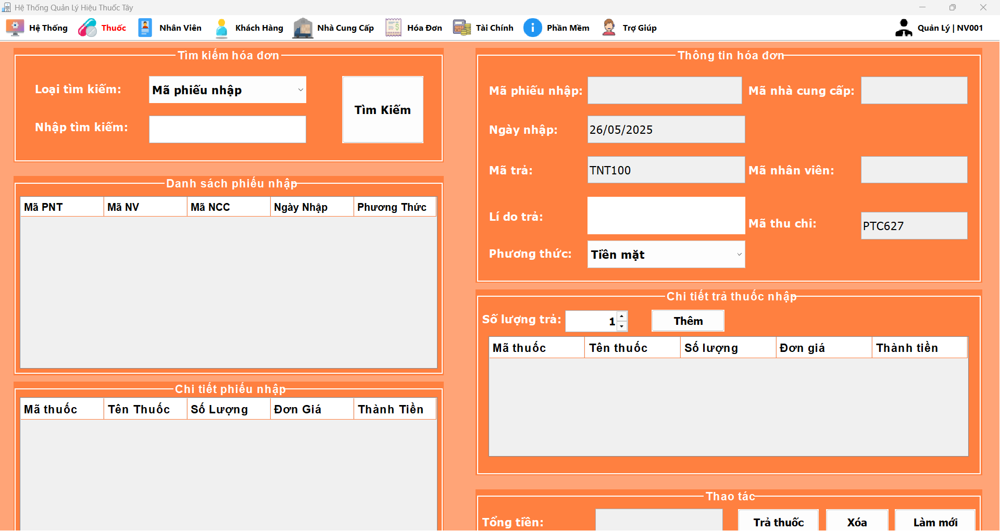 Hệ Thống Quản Lý Hiệu Thuốc Tây
Hệ Thống Thuốc Nhân Viên Khách Hàng Nhà Cung Cấp Hóa Đơn Tài Chính Phần Mềm Trợ Giúp Quản Lý | NV001
Tìm kiếm hóa đơn
Loại tìm kiếm: Mã phiếu nhập
Nhập tìm kiếm:
Tìm Kiếm
Danh sách phiếu nhập
Mã PNT Mã NV Mã NCC Ngày Nhập Phương Thức
Chi tiết phiếu nhập
Mã thuốc Tên Thuốc Số Lượng Đơn Giá Thành Tiền
Thông tin hóa đơn
Mã phiếu nhập: Mã nhà cung cấp:
Ngày nhập: 26/05/2025
Mã trả: TNT100 Mã nhân viên:
Lí do trả: Mã thu chi: PTC627
Phương thức: Tiền mặt
Chi tiết trả thuốc nhập
Số lượng trả: 1 Thêm
Mã thuốc Tên thuốc Số lượng Đơn giá Thành tiền
Thao tác
Tổng tiền: Trả thuốc Xóa Làm mới